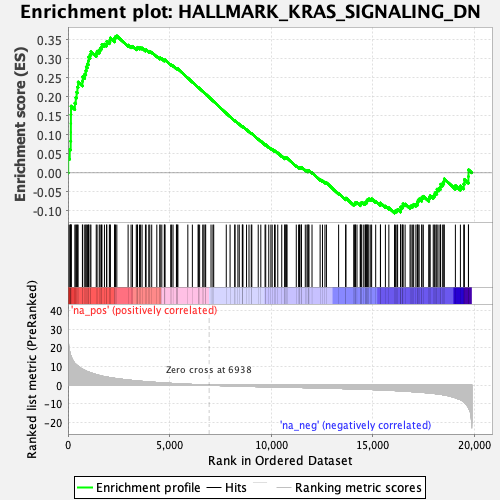 Enrichment plot: HALLMARK_KRAS_SIGNALING_DN
Enrichment score (ES)
0.35
0.30
0.25
0.20
0.15
0.10
0.05
0.00
-0.05
-0.10
'na_pos' (positively correlated)
Ranked list metric (PreRanked)
40
30
20
10
0
-10
-20
Zero cross at 6938
'na_neg' (negatively correlated)
0
5,000
10,000
15,000
20,000
Rank in Ordered Dataset
Enrichment profile
Hits
Ranking metric scores